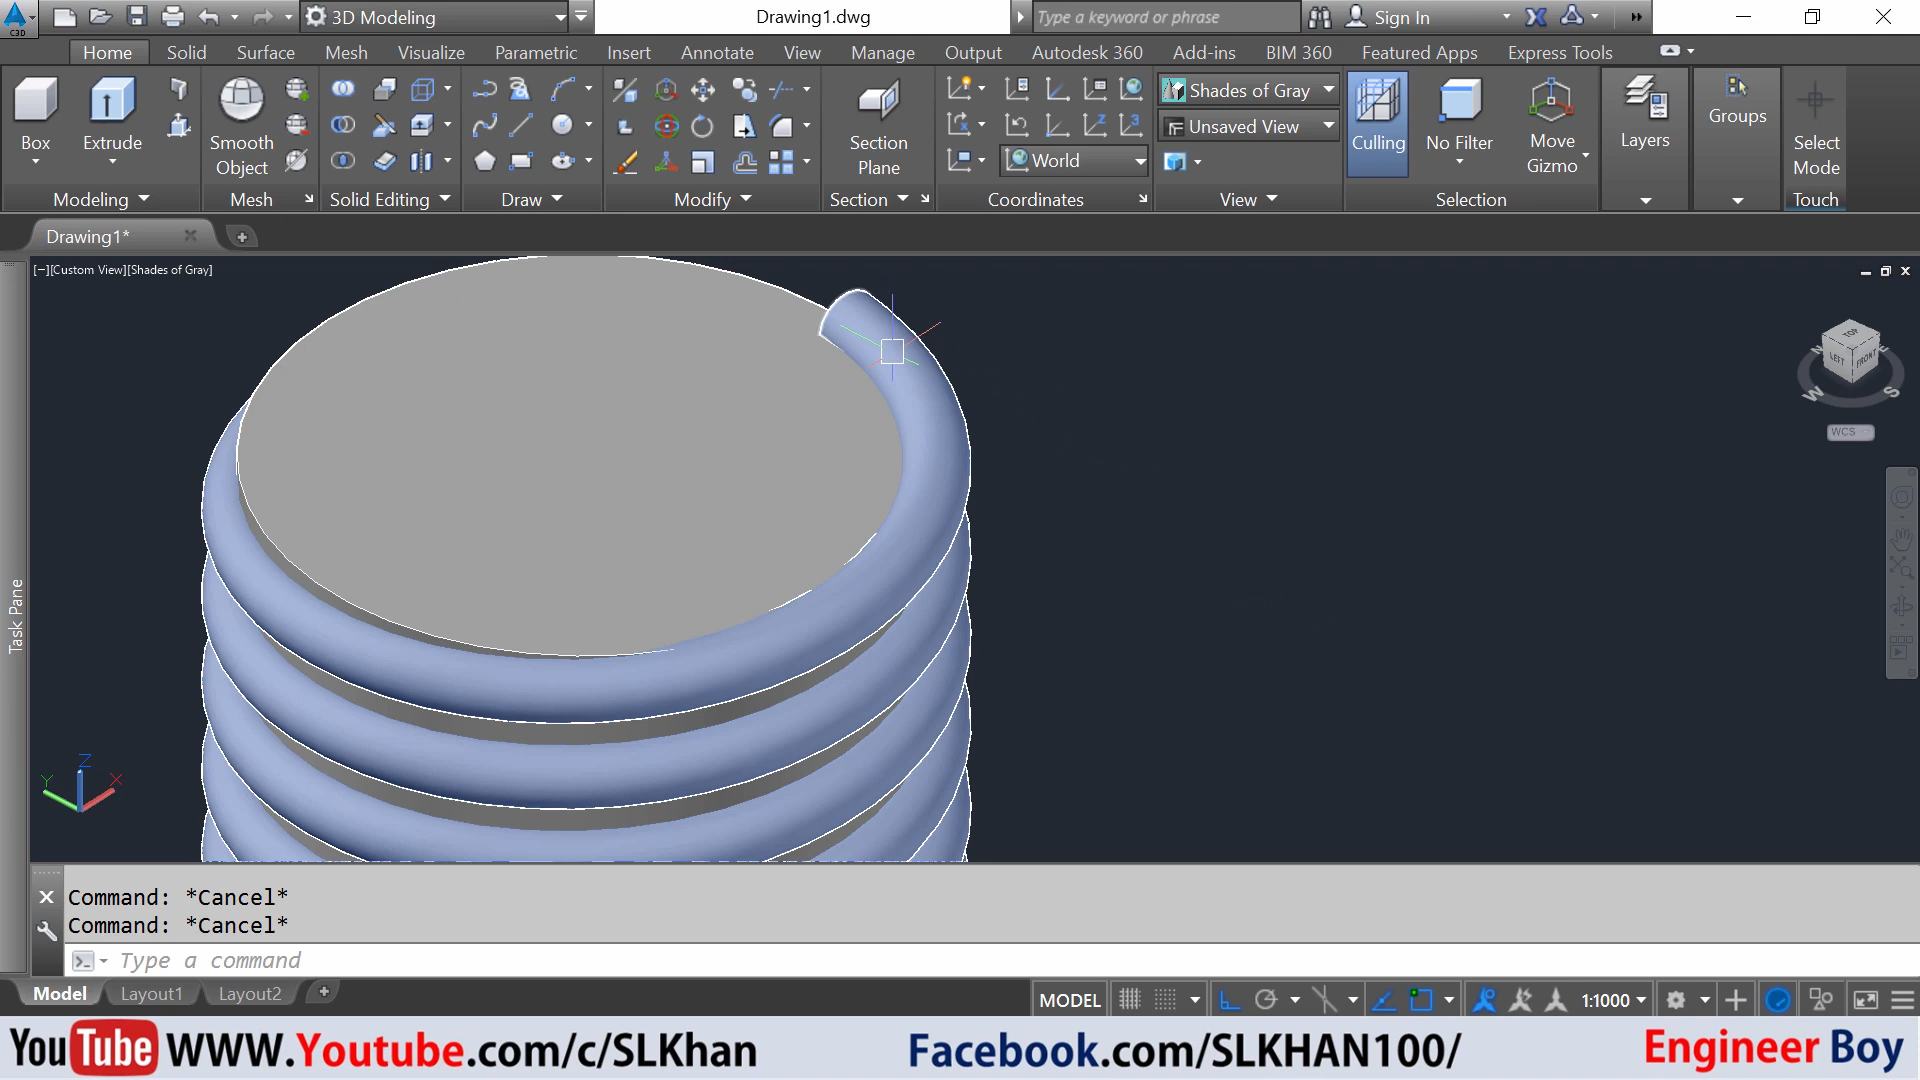 C3D
3D Modeling
Drawing1.dwg
Type a keyword or phrase
Sign In
Home Solid Surface Mesh Visualize Parametric Insert Annotate View Manage Output Autodesk 360 Add-ins BIM 360 Featured Apps Express Tools
Box
Extrude
Smooth
Object
Section
Plane
World
Shades of Gray
Unsaved View
Culling
No Filter
Move
Gizmo
Layers
Groups
Select
Mode
Modeling Mesh Solid Editing Draw Modify Section Coordinates View Selection Touch
Drawing1*
[−][Custom View][Shades of Gray]
TOP
LEFT
FRONT
N
E
W
S
WCS
Task Pane
Z
Y
X
Command: *Cancel*
Command: *Cancel*
Type a command
Model Layout1 Layout2
MODEL
1:1000
YouTube WWW.Youtube.com/c/SLKhan Facebook.com/SLKHAN100/ Engineer Boy